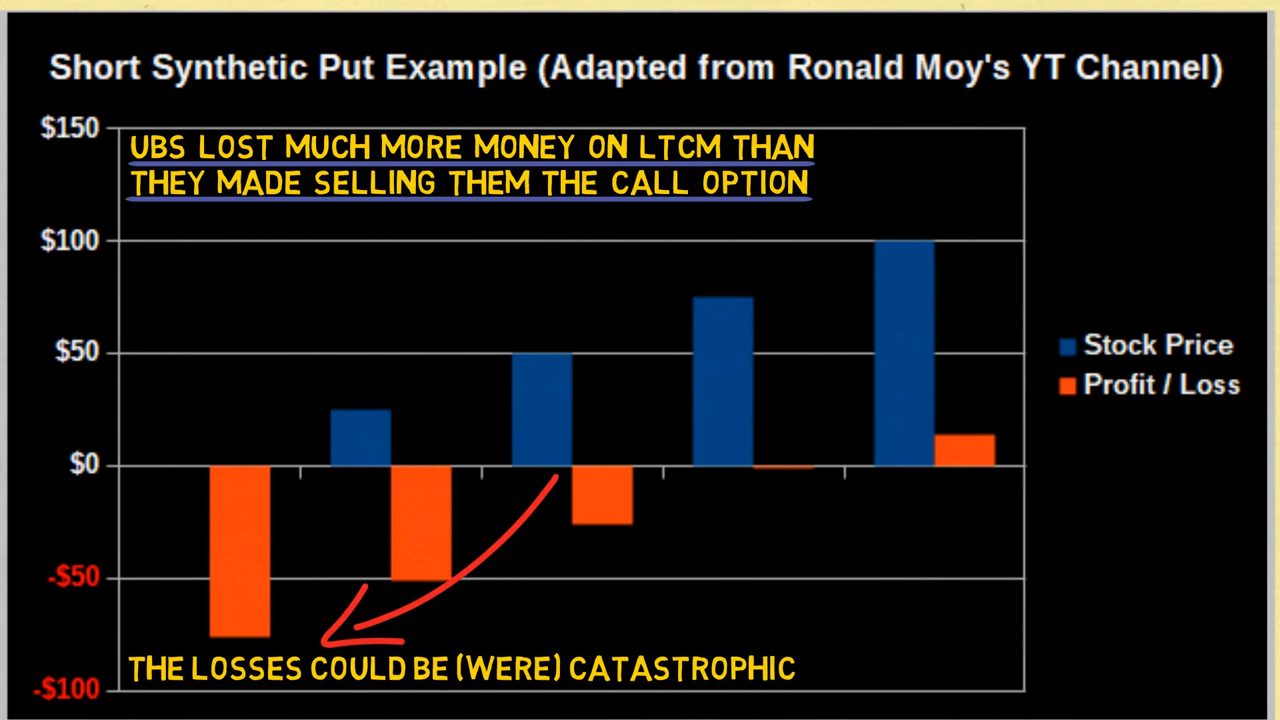 Short Synthetic Put Example (Adapted from Ronald Moy's YT Channel)
$150
UBS LOST MUCH MORE MONEY ON LTCM THAN
THEY MADE SELLING THEM THE CALL OPTION
$100
$50
Stock Price
Profit / Loss
$0
-$50
THE LOSSES COULD BE (WERE) CATASTROPHIC
-$100